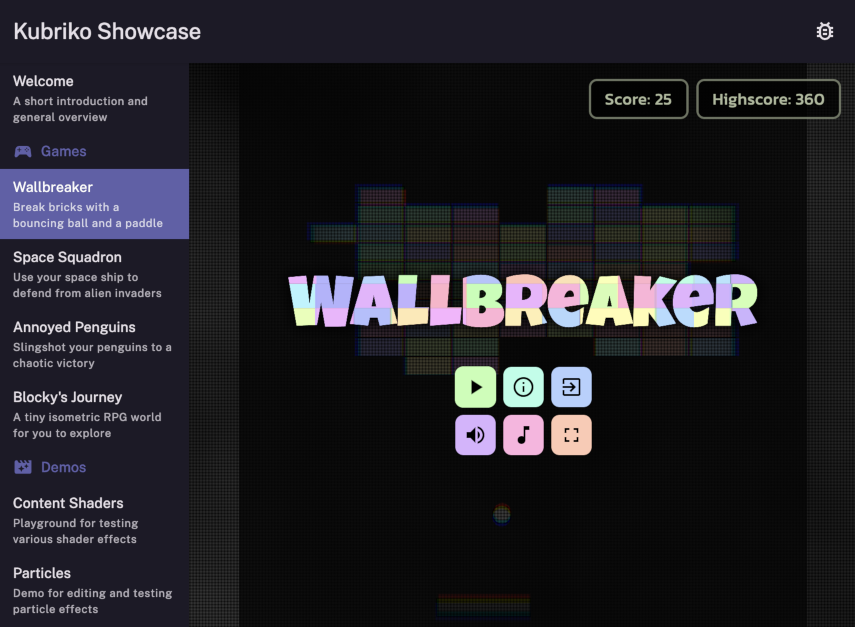 Kubriko Showcase
Welcome
A short introduction and
general overview
Games
Wallbreaker
Break bricks with a
bouncing ball and a paddle
Space Squadron
Use your space ship to
defend from alien invaders
Annoyed Penguins
Slingshot your penguins to a
chaotic victory
Blocky's Journey
A tiny isometric RPG world
for you to explore
Demos
Content Shaders
Playground for testing
various shader effects
Particles
Demo for editing and testing
particle effects
Score: 25
Highscore: 360
WALLBREAKER